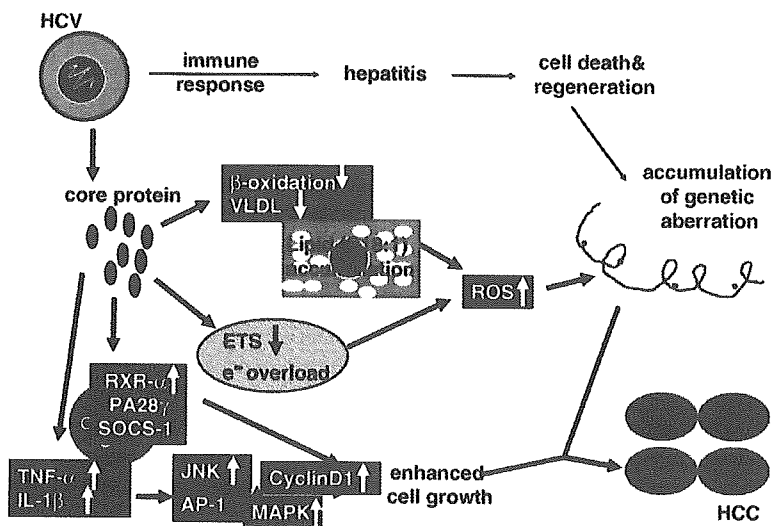 HCV
immune
response
hepatitis
cell death&
regeneration
core protein
β-oxidation
VLDL
accumulation
of genetic
aberration
ROS
ETS
e⁻ overload
RXR-α
PA28γ
SOCS-1
TNF-α
IL-1β
JNK
AP-1
CyclinD1
MAPK
enhanced
cell growth
HCC